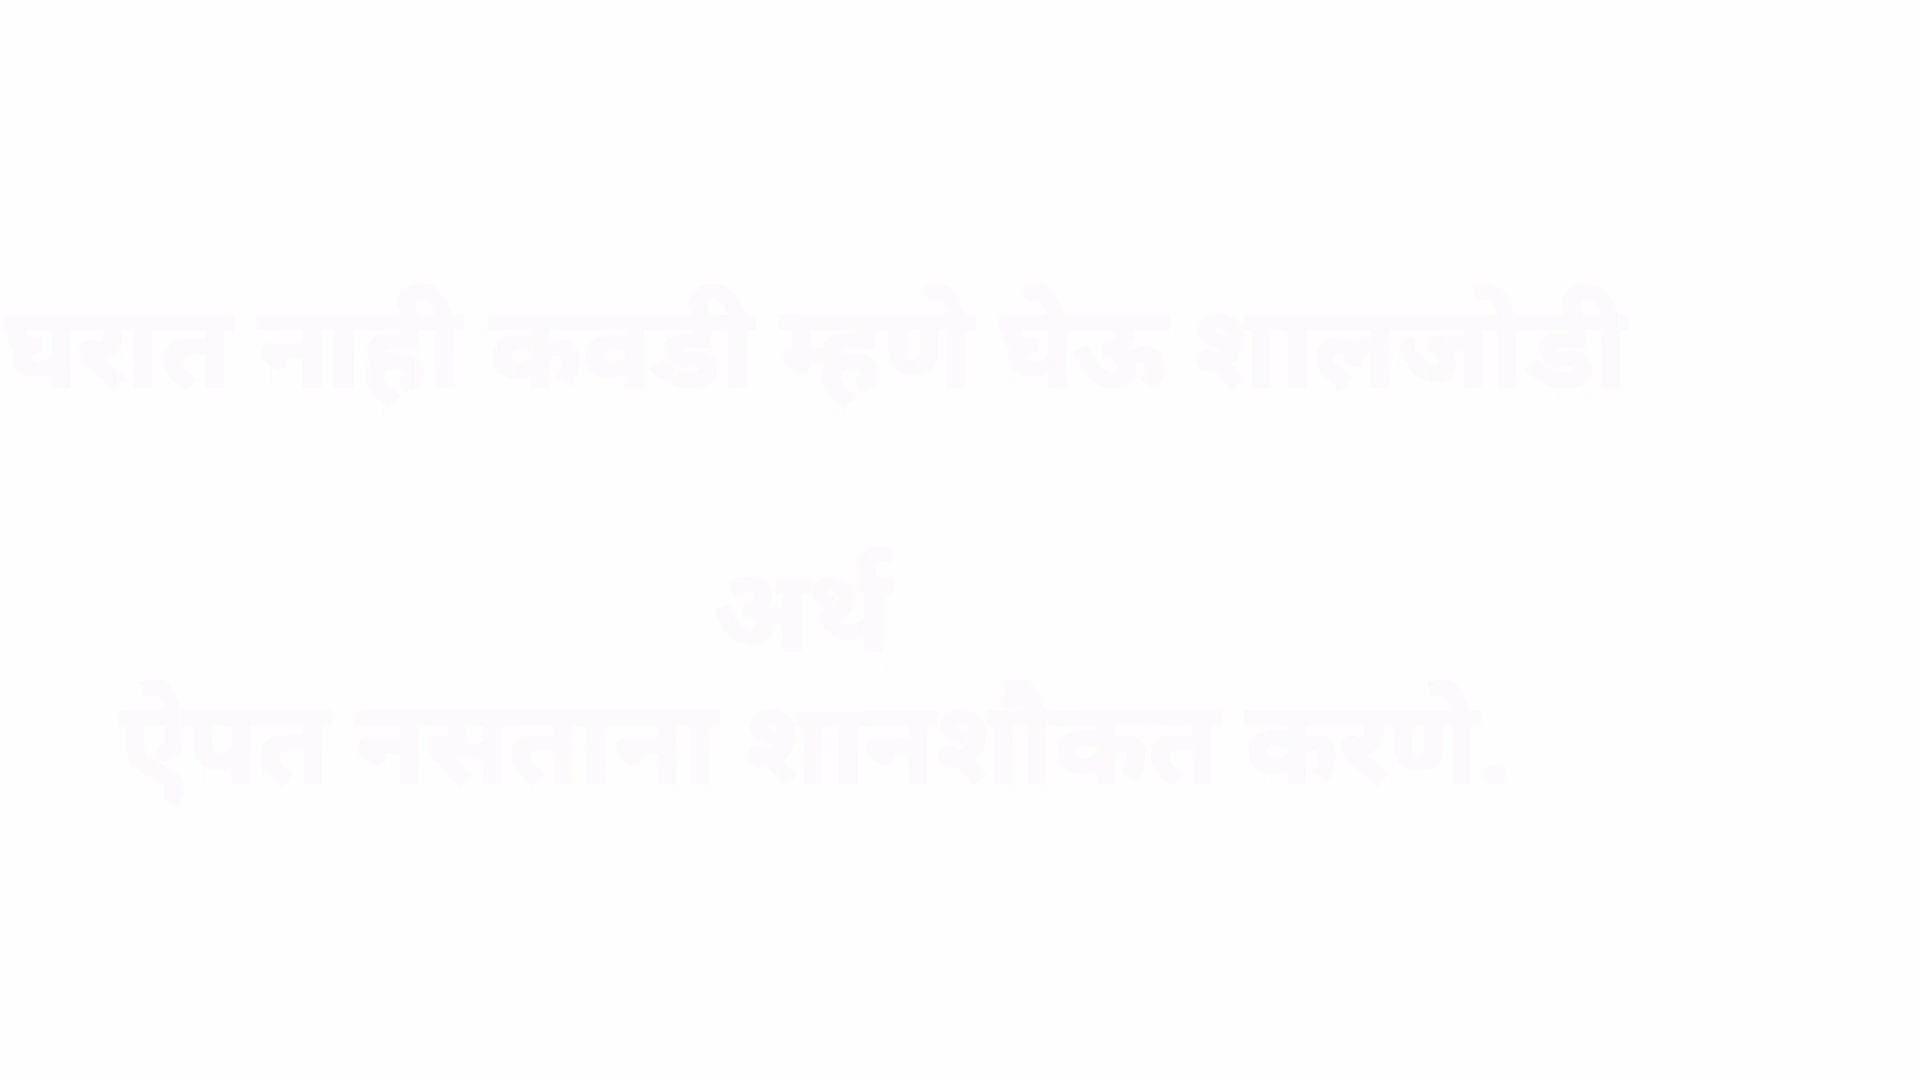 घरात नाही कवडी म्हणे घेऊ शालजोडी
अर्थ
ऐपत नसताना शानशौकत करणे.